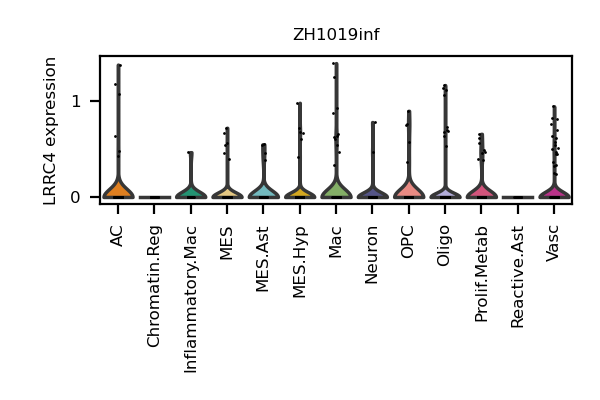 ZH1019inf
LRRC4 expression
1
0
AC
Chromatin.Reg
Inflammatory.Mac
MES
MES.Ast
MES.Hyp
Mac
Neuron
OPC
Oligo
Prolif.Metab
Reactive.Ast
Vasc